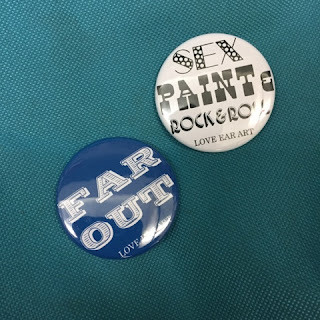 SEX
PAINT &
ROCK&ROLL
LOVE EAR ART
FAR
OUT
LOVE